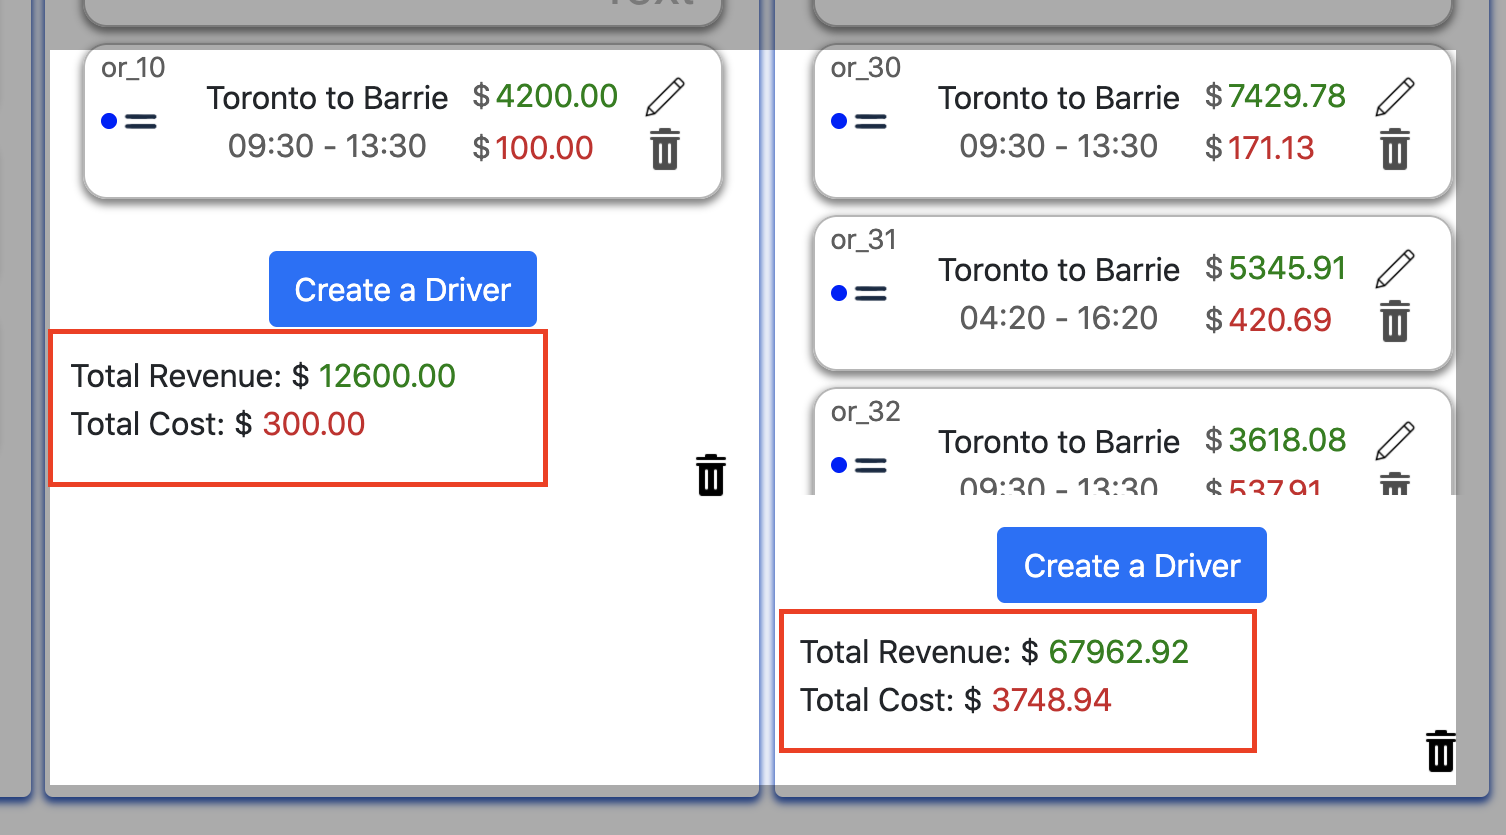 or_10
Toronto to Barrie $ 4200.00
09:30 - 13:30 $ 100.00
Create a Driver
Total Revenue: $ 12600.00
Total Cost: $ 300.00
or_30
Toronto to Barrie $ 7429.78
09:30 - 13:30 $ 171.13
or_31
Toronto to Barrie $ 5345.91
04:20 - 16:20 $ 420.69
or_32
Toronto to Barrie $ 3618.08
09:30 - 13:30 $ 537.91
Create a Driver
Total Revenue: $ 67962.92
Total Cost: $ 3748.94